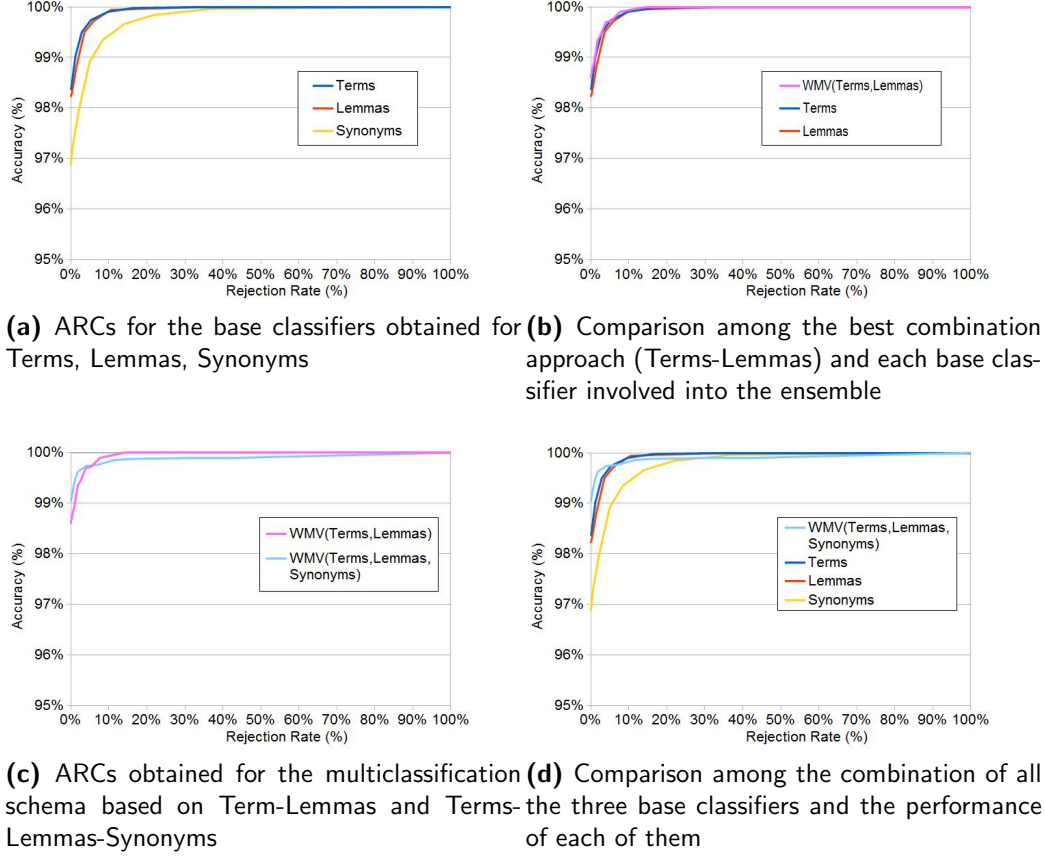 100%
99%
98%
97%
96%
95%
Accuracy (%)
Terms
Lemmas
Synonyms
0% 10% 20% 30% 40% 50% 60% 70% 80% 90% 100%
Rejection Rate (%)
(a) ARCs for the base classifiers obtained for
Terms, Lemmas, Synonyms
100%
99%
98%
97%
96%
95%
Accuracy (%)
WMV(Terms,Lemmas)
Terms
Lemmas
0% 10% 20% 30% 40% 50% 60% 70% 80% 90% 100%
Rejection Rate (%)
(b) Comparison among the best combination
approach (Terms-Lemmas) and each base clas-
sifier involved into the ensemble
100%
99%
98%
97%
96%
95%
Accuracy (%)
WMV(Terms,Lemmas)
WMV(Terms,Lemmas,
Synonyms)
0% 10% 20% 30% 40% 50% 60% 70% 80% 90% 100%
Rejection Rate (%)
(c) ARCs obtained for the multiclassification
schema based on Term-Lemmas and Terms-
Lemmas-Synonyms
100%
99%
98%
97%
96%
95%
Accuracy (%)
WMV(Terms,Lemmas,
Synonyms)
Terms
Lemmas
Synonyms
0% 10% 20% 30% 40% 50% 60% 70% 80% 90% 100%
Rejection Rate (%)
(d) Comparison among the combination of all
the three base classifiers and the performance
of each of them